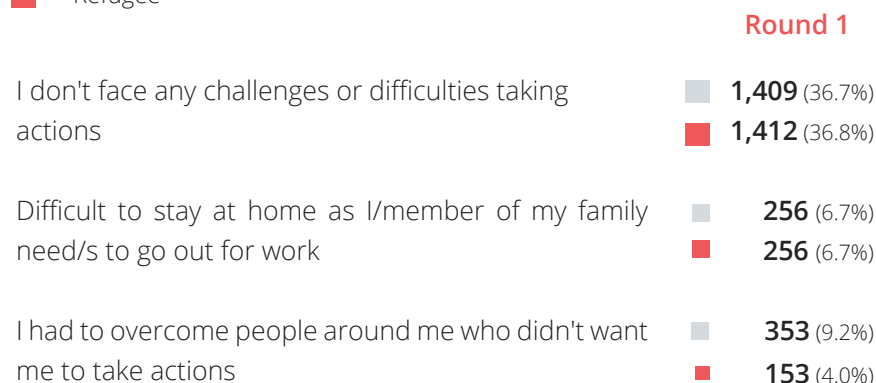 Refugee
Round 1
I don't face any challenges or difficulties taking
actions
1,409 (36.7%)
1,412 (36.8%)
Difficult to stay at home as I/member of my family
need/s to go out for work
256 (6.7%)
256 (6.7%)
I had to overcome people around me who didn't want
me to take actions
353 (9.2%)
153 (4.0%)